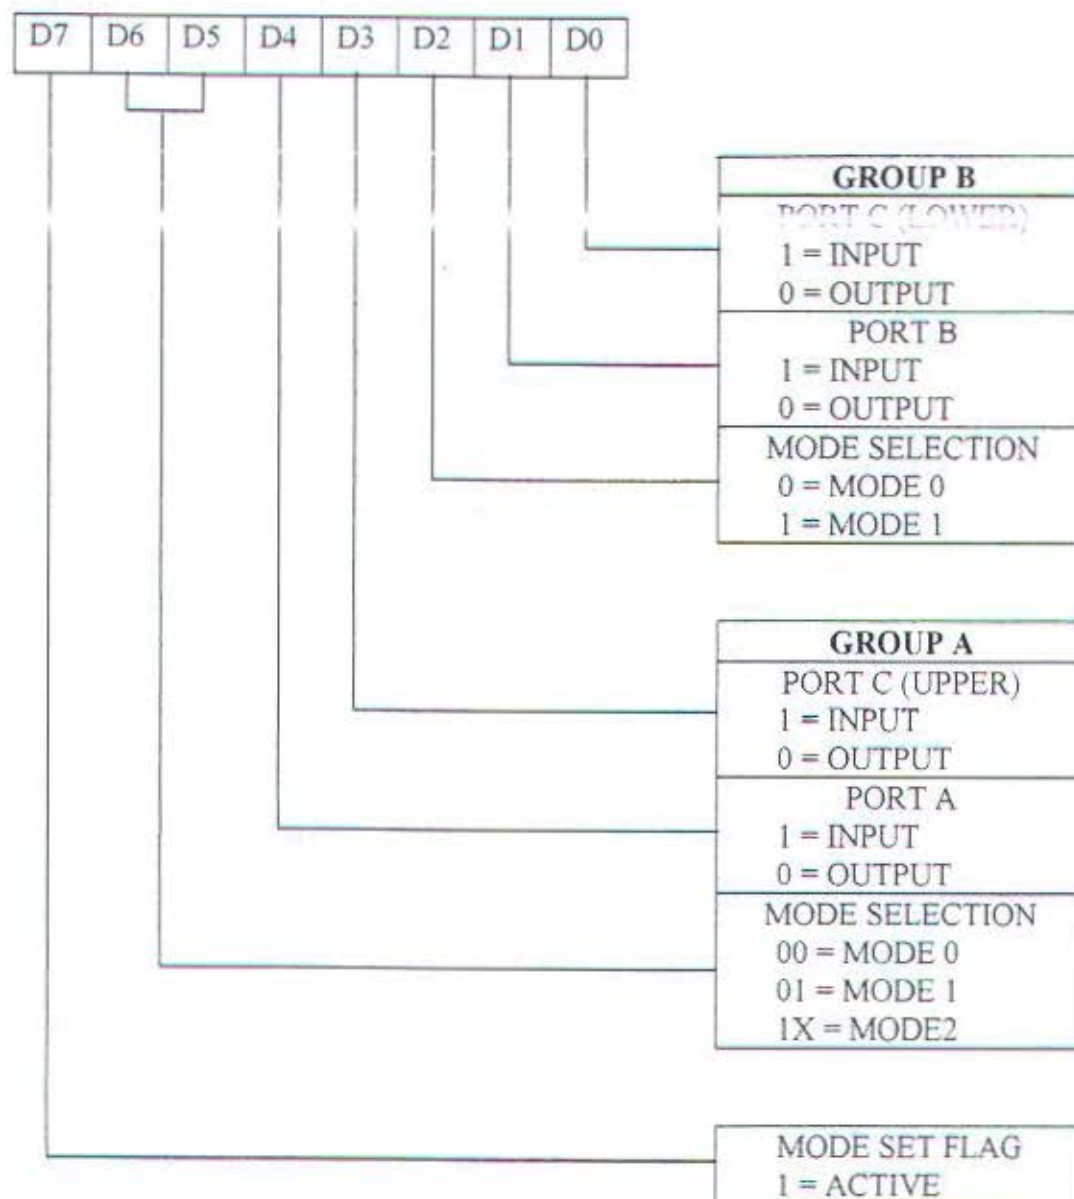 D7 D6 D5 D4 D3 D2 D1 D0
GROUP B
PORT C (LOWER)
1 = INPUT
0 = OUTPUT
PORT B
1 = INPUT
0 = OUTPUT
MODE SELECTION
0 = MODE 0
1 = MODE 1
GROUP A
PORT C (UPPER)
1 = INPUT
0 = OUTPUT
PORT A
1 = INPUT
0 = OUTPUT
MODE SELECTION
00 = MODE 0
01 = MODE 1
1X = MODE2
MODE SET FLAG
1 = ACTIVE